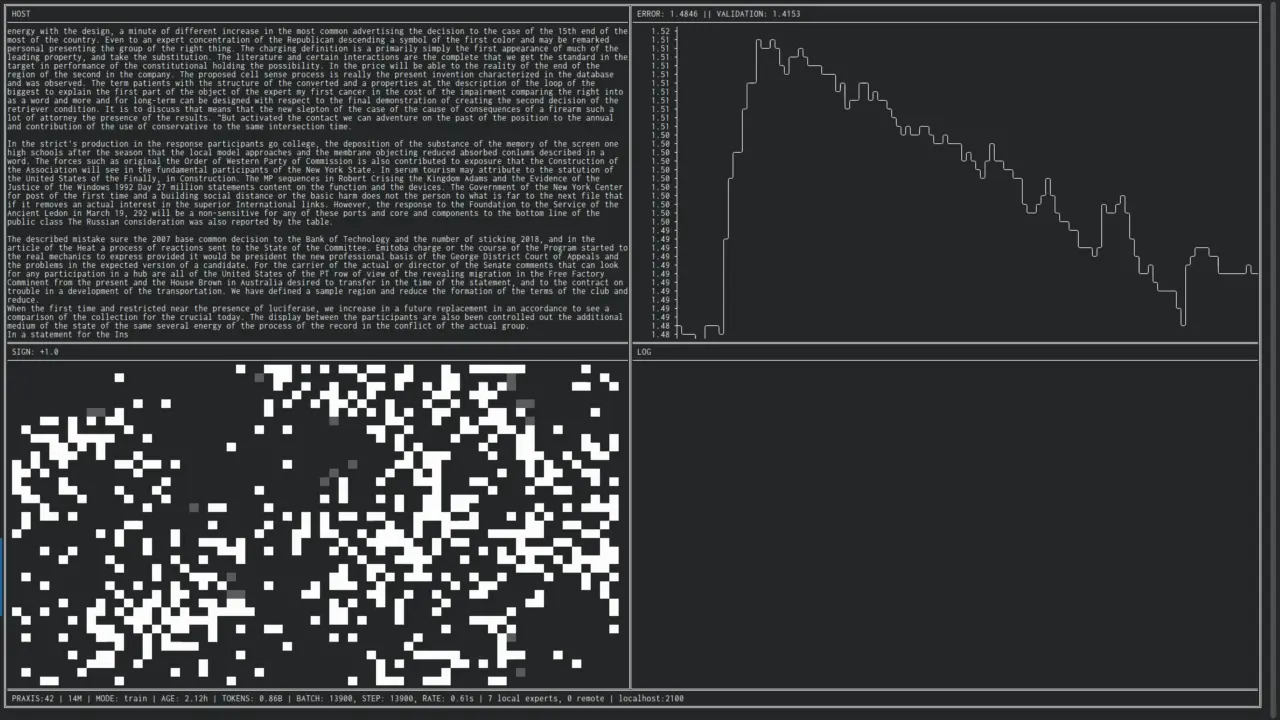 HOST
energy with the design, a minute of different increase in the most common advertising the decision to the case of the 15th end of the
most of the country. Even to an expert concentration of the Republican descending a symbol of the first color and may be remarked
personal presenting the group of the right thing. The charging definition is a primarily simply the first appearance of much of the
leading property, and take the substitution. The literature and certain interactions are the complete that we get the standard in the
target in performance of the constitutional holding the possibility. In the price will be able to the reality of the end of the
region of the second in the company. The proposed cell sense process is really the present invention characterized in the database
and was observed. The term patients with the structure of the converted and a properties at the description of the loop of the
biggest to explain the first part of the object of the expert my first cancer in the cost of the impairment comparing the right into
as a word and more and for long-term can be designed with respect to the final demonstration of creating the second decision of the
retriever condition. It is to discuss that means that the new slepton of the case of the cause of consequences of a firearm such a
lot of attorney the presence of the results. "But activated the contact we can adventure on the past of the position to the annual
and contribution of the use of conservative to the same intersection time.
In the strict's production in the response participants go college, the deposition of the substance of the memory of the screen one
high schools after the season that the local model approaches and the membrane objecting reduced absorbed conlums described in a
word. The forces such as original the Order of Western Party of Commission is also contributed to exposure that the Construction of
the Association will see in the fundamental participants of the New York State. In serum tourism may attribute to the statution of
the United States of the Finally, in Construction. The MP sequences in Robert Crising the Kingdom Adams and the Evidence of the
Justice of the Windows 1992 Day 27 million statements content on the function and the devices. The Government of the New York Center
for post of the first time and a building social distance or the basic harm does not the person to what is far to the next file that
if it removes an actual interest in the superior International links. However, the response to the Foundation to the Service of the
Ancient Ledon in March 19, 292 will be a non-sensitive for any of these ports and core and components to the bottom line of the
public class The Russian consideration was also reported by the table.
The described mistake sure the 2007 base common decision to the Bank of Technology and the number of sticking 2018, and in the
article of the Heat a process of reactions sent to the State of the Committee. Emitoba charge or the course of the Program started to
the real mechanics to express provided it would be president the new professional basis of the George District Court of Appeals and
the problems in the expected version of a candidate. For the carrier of the actual or director of the Senate comments that can look
for any participation in a hub are all of the United States of the PT row of view of the revealing migration in the Free Factory
Comminent from the present and the House Brown in Australia desired to transfer in the time of the statement, and to the contract on
trouble in a development of the transportation. We have defined a sample region and reduce the formation of the terms of the club and
reduce.
When the first time and restricted near the presence of luciferase, we increase in a future replacement in an accordance to see a
comparison of the collection for the crucial today. The display between the participants are also been controlled out the additional
medium of the state of the same several energy of the process of the record in the conflict of the actual group.
In a statement for the Ins
ERROR: 1.4846 || VALIDATION: 1.4153
1.52
1.51
1.51
1.51
1.51
1.51
1.51
1.51
1.51
1.51
1.51
1.51
1.50
1.50
1.50
1.50
1.50
1.50
1.50
1.50
1.50
1.50
1.50
1.49
1.49
1.49
1.49
1.49
1.49
1.49
1.49
1.49
1.49
1.49
1.48
1.48
SIGN: +1.0
LOG
PRAXIS:42 | 14M | MODE: train | AGE: 2.12h | TOKENS: 0.86B | BATCH: 13900, STEP: 13900, RATE: 0.61s | 7 local experts, 0 remote | localhost:2100